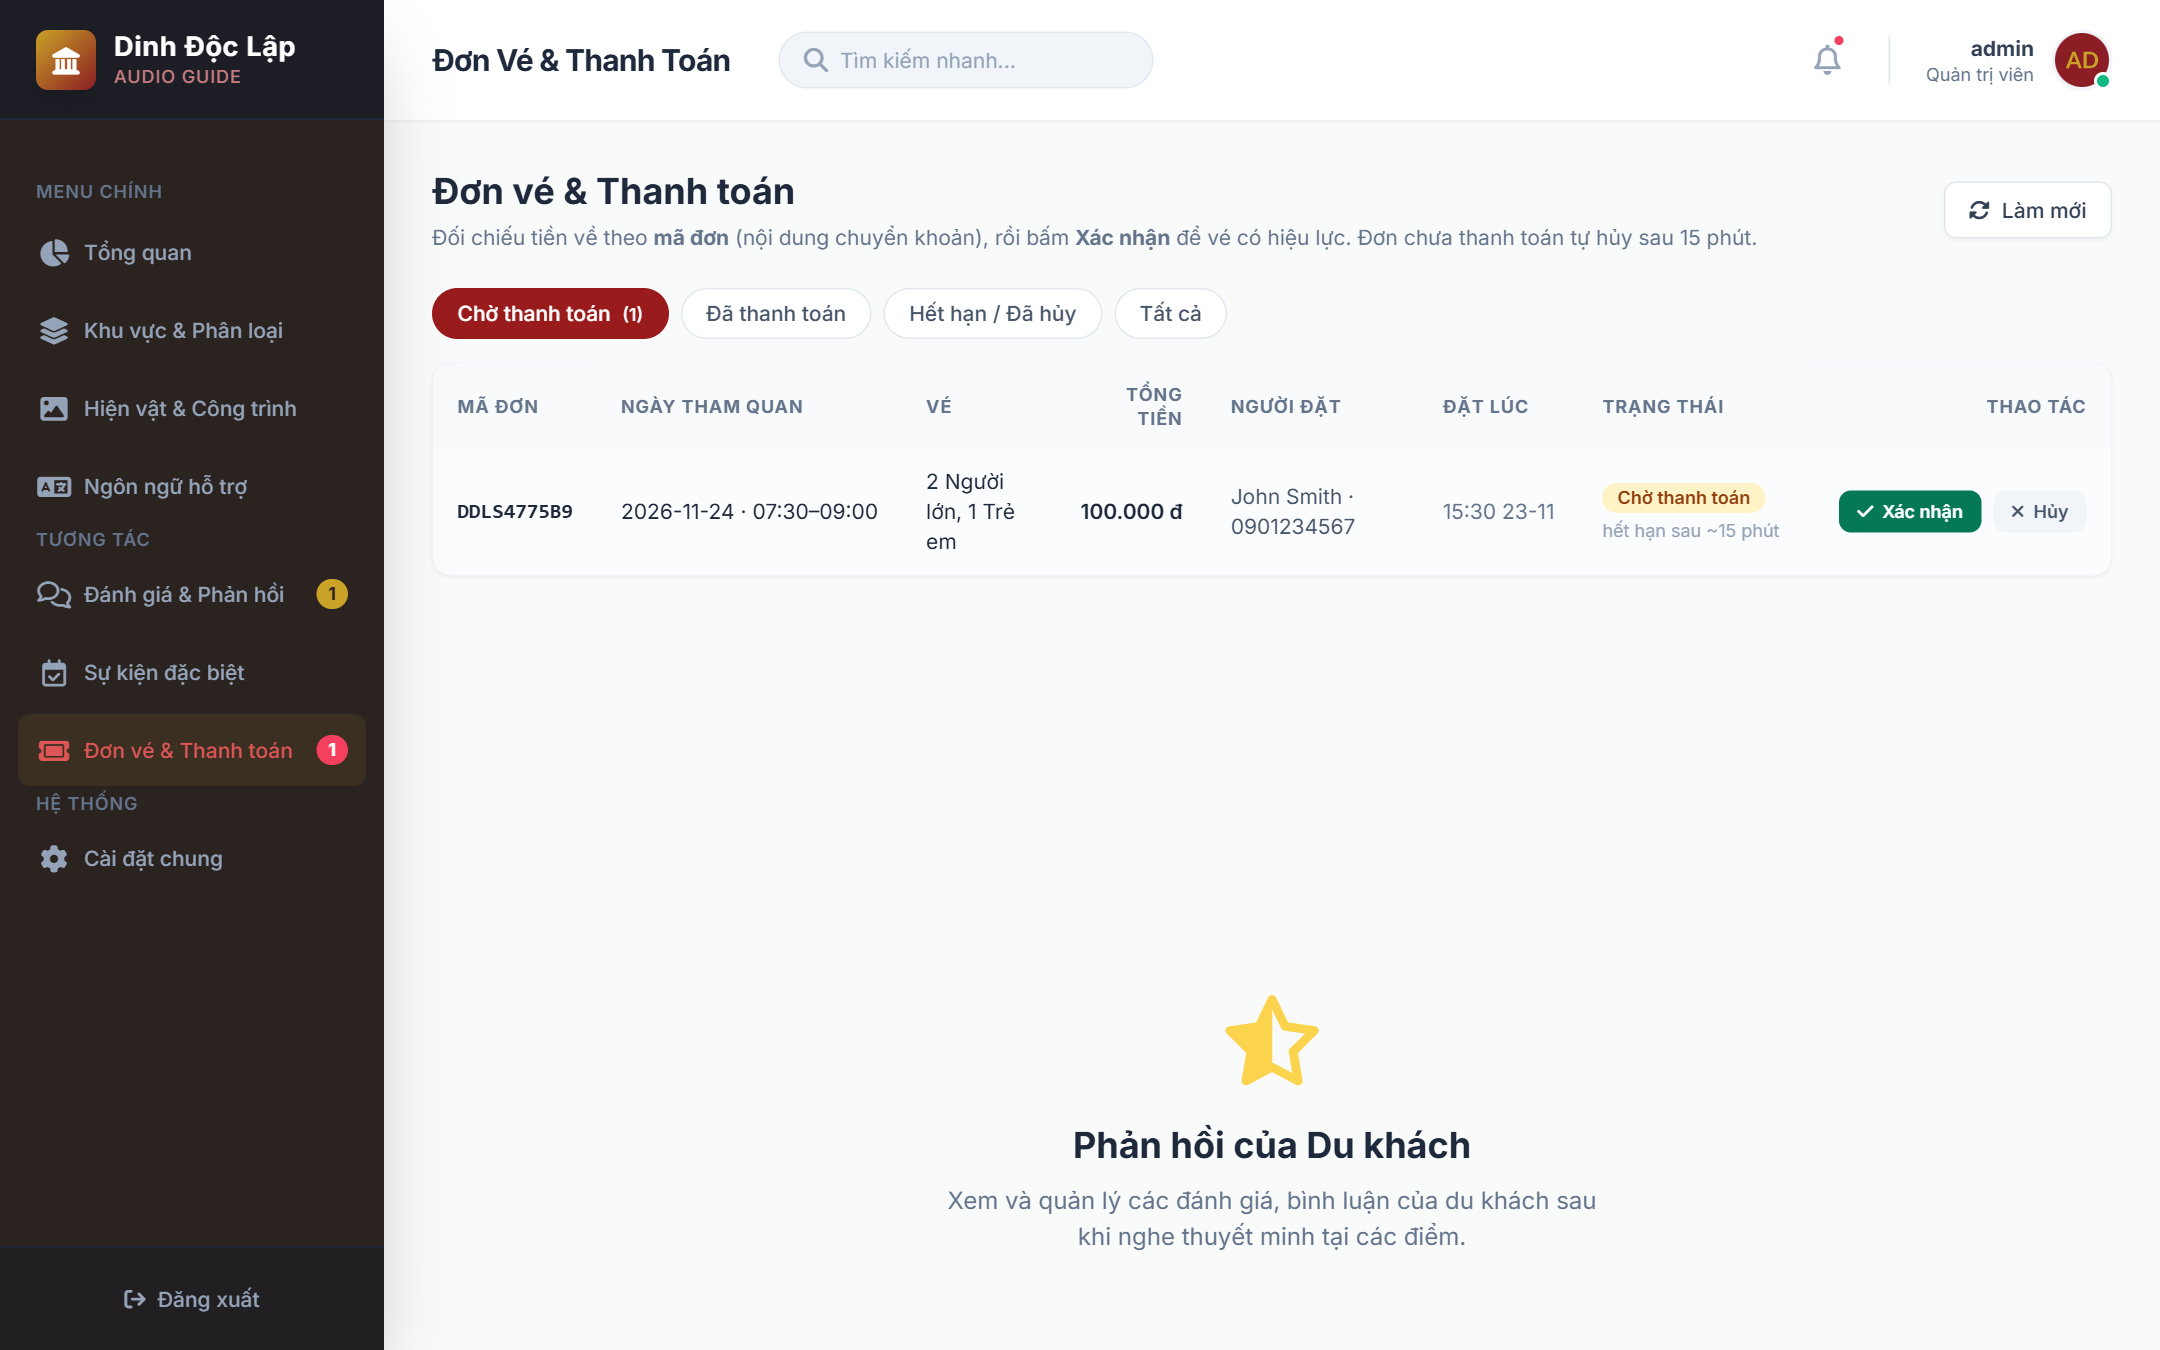 Dinh Độc Lập
AUDIO GUIDE
MENU CHÍNH
Tổng quan
Khu vực & Phân loại
Hiện vật & Công trình
Ngôn ngữ hỗ trợ
TƯƠNG TÁC
Đánh giá & Phản hồi 1
Sự kiện đặc biệt
Đơn vé & Thanh toán 1
HỆ THỐNG
Cài đặt chung
Đăng xuất
Đơn Vé & Thanh Toán
Tìm kiếm nhanh...
admin
Quản trị viên
AD
Đơn vé & Thanh toán
Đối chiếu tiền về theo mã đơn (nội dung chuyển khoản), rồi bấm Xác nhận để vé có hiệu lực. Đơn chưa thanh toán tự hủy sau 15 phút.
Làm mới
Chờ thanh toán (1) Đã thanh toán Hết hạn / Đã hủy Tất cả
MÃ ĐƠN NGÀY THAM QUAN VÉ TỔNG
TIỀN NGƯỜI ĐẶT ĐẶT LÚC TRẠNG THÁI THAO TÁC
DDLS4775B9
2026-11-24 · 07:30–09:00
2 Người
lớn, 1 Trẻ
em
100.000 đ
John Smith ·
0901234567
15:30 23-11
Chờ thanh toán
hết hạn sau ~15 phút
Xác nhận
Hủy
Phản hồi của Du khách
Xem và quản lý các đánh giá, bình luận của du khách sau
khi nghe thuyết minh tại các điểm.